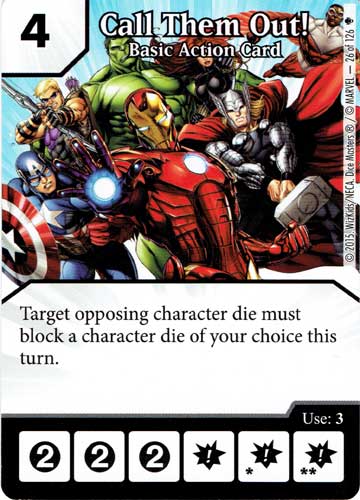 4
Call Them Out!
Basic Action Card
© 2015 WizKids/NECA, Dice Masters ® / © MARVEL — 26 of 126
Target opposing character die must
block a character die of your choice this
turn.
Use: 3
2 2 2 ! ! !
* **